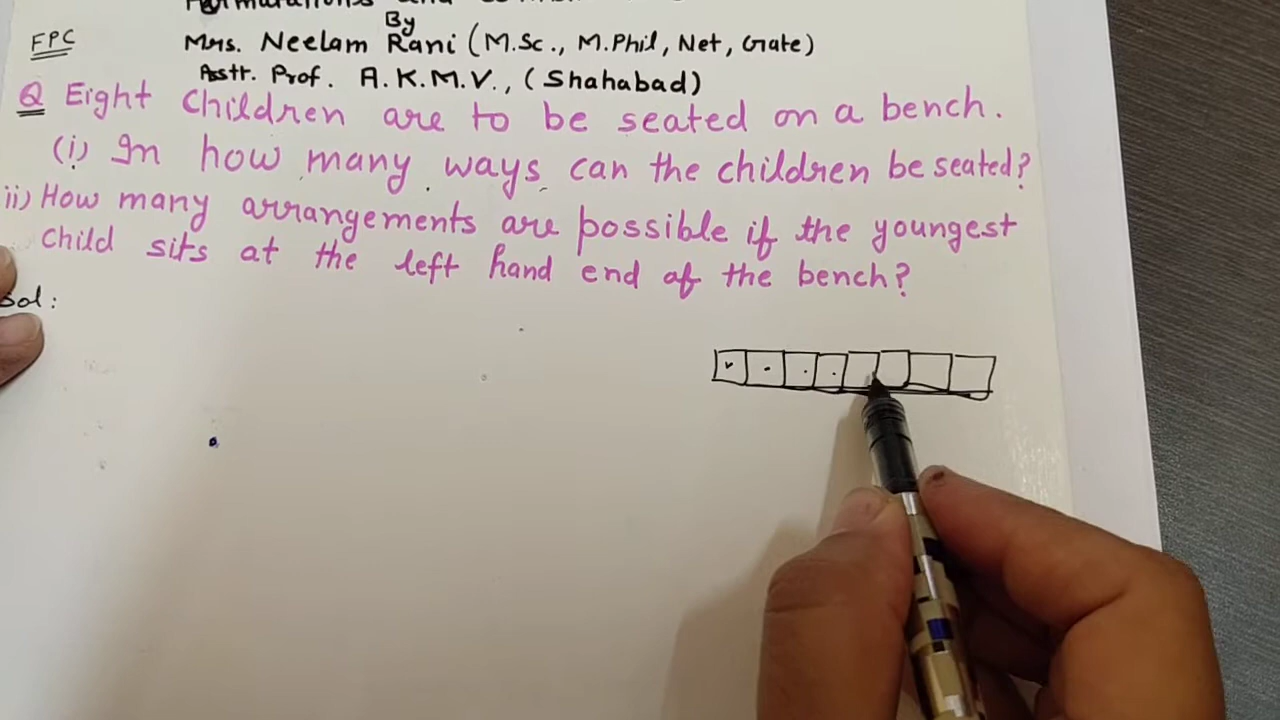 By
FPC
Mrs. Neelam Rani (M.Sc., M.Phil, Net, Gate)
Asstt. Prof. A.K.M.V., (Shahabad)
Q Eight Children are to be seated on a bench.
(i) In how many ways can the children be seated?
ii) How many arrangements are possible if the youngest
child sits at the left hand end of the bench?
Sol: